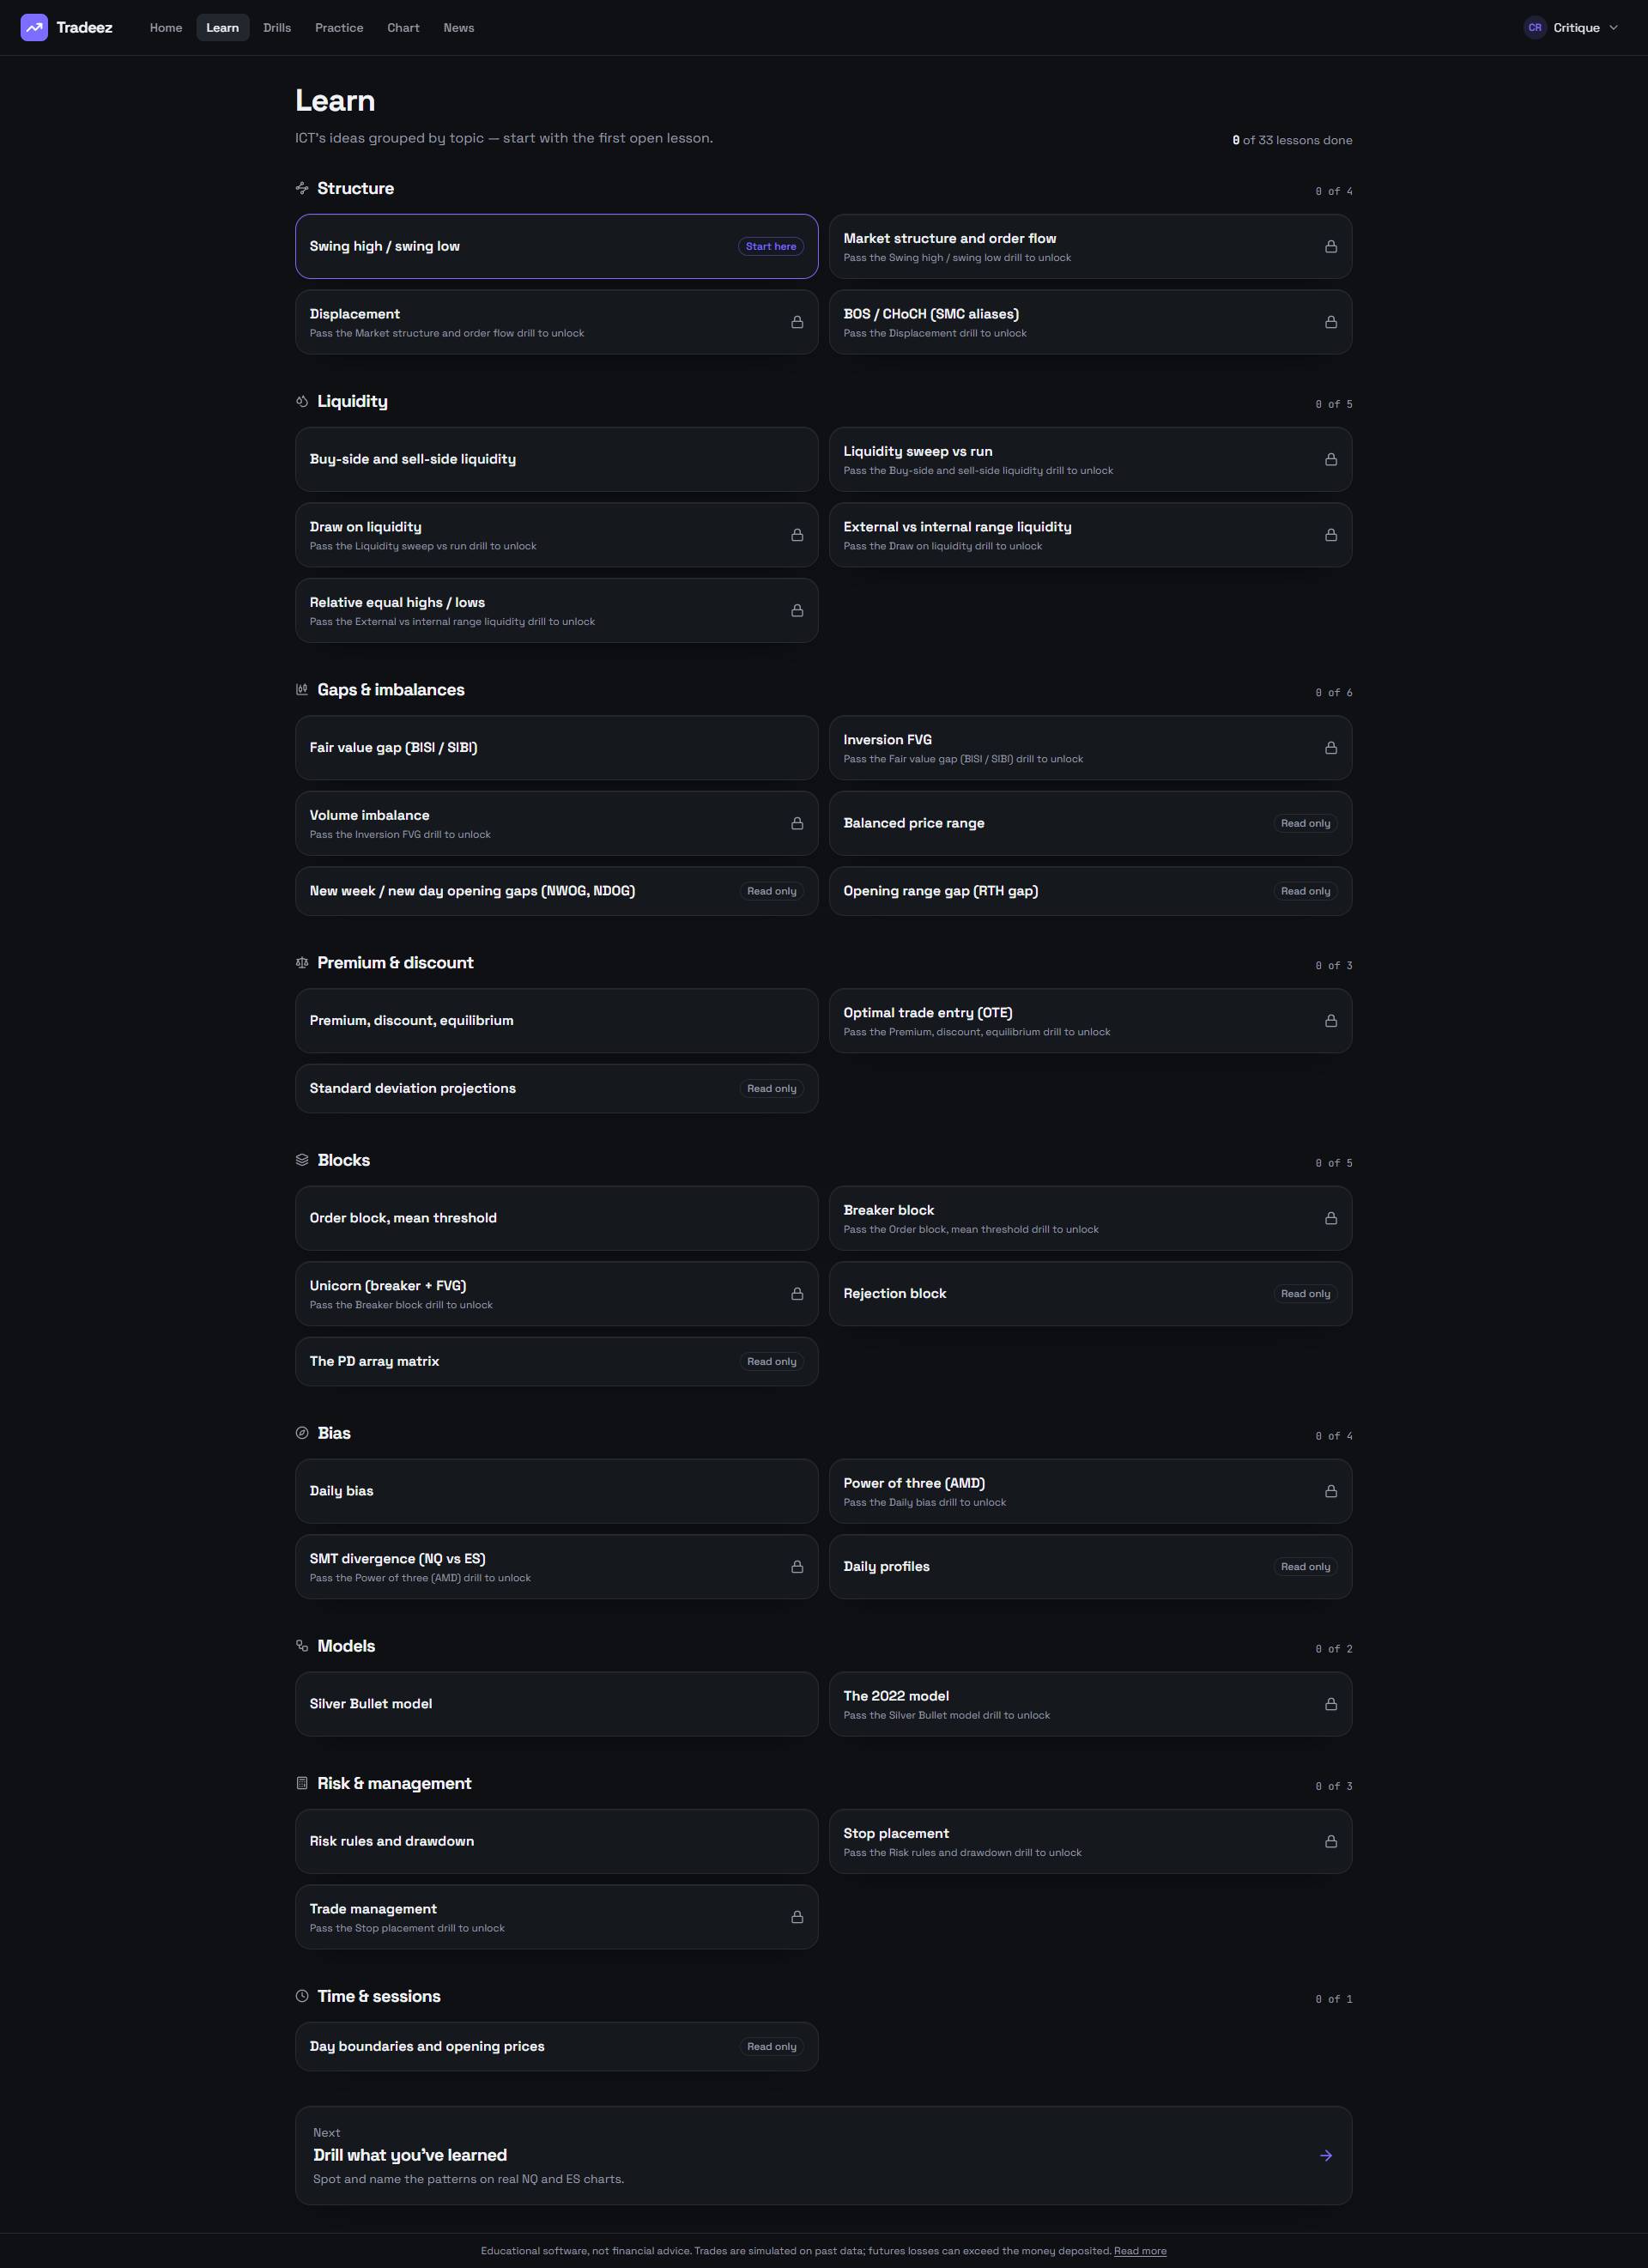 Tradeez
Home
Learn
Drills
Practice
Chart
News
CR
Critique
Learn
ICT's ideas grouped by topic — start with the first open lesson.
0 of 33 lessons done
Structure
0 of 4
Swing high / swing low
Start here
Market structure and order flow
Pass the Swing high / swing low drill to unlock
Displacement
Pass the Market structure and order flow drill to unlock
BOS / CHoCH (SMC aliases)
Pass the Displacement drill to unlock
Liquidity
0 of 5
Buy-side and sell-side liquidity
Liquidity sweep vs run
Pass the Buy-side and sell-side liquidity drill to unlock
Draw on liquidity
Pass the Liquidity sweep vs run drill to unlock
External vs internal range liquidity
Pass the Draw on liquidity drill to unlock
Relative equal highs / lows
Pass the External vs internal range liquidity drill to unlock
Gaps & imbalances
0 of 6
Fair value gap (BISI / SIBI)
Inversion FVG
Pass the Fair value gap (BISI / SIBI) drill to unlock
Volume imbalance
Pass the Inversion FVG drill to unlock
Balanced price range
Read only
New week / new day opening gaps (NWOG, NDOG)
Read only
Opening range gap (RTH gap)
Read only
Premium & discount
0 of 3
Premium, discount, equilibrium
Optimal trade entry (OTE)
Pass the Premium, discount, equilibrium drill to unlock
Standard deviation projections
Read only
Blocks
0 of 5
Order block, mean threshold
Breaker block
Pass the Order block, mean threshold drill to unlock
Unicorn (breaker + FVG)
Pass the Breaker block drill to unlock
Rejection block
Read only
The PD array matrix
Read only
Bias
0 of 4
Daily bias
Power of three (AMD)
Pass the Daily bias drill to unlock
SMT divergence (NQ vs ES)
Pass the Power of three (AMD) drill to unlock
Daily profiles
Read only
Models
0 of 2
Silver Bullet model
The 2022 model
Pass the Silver Bullet model drill to unlock
Risk & management
0 of 3
Risk rules and drawdown
Stop placement
Pass the Risk rules and drawdown drill to unlock
Trade management
Pass the Stop placement drill to unlock
Time & sessions
0 of 1
Day boundaries and opening prices
Read only
Next
Drill what you've learned
Spot and name the patterns on real NQ and ES charts.
Educational software, not financial advice. Trades are simulated on past data; futures losses can exceed the money deposited. Read more